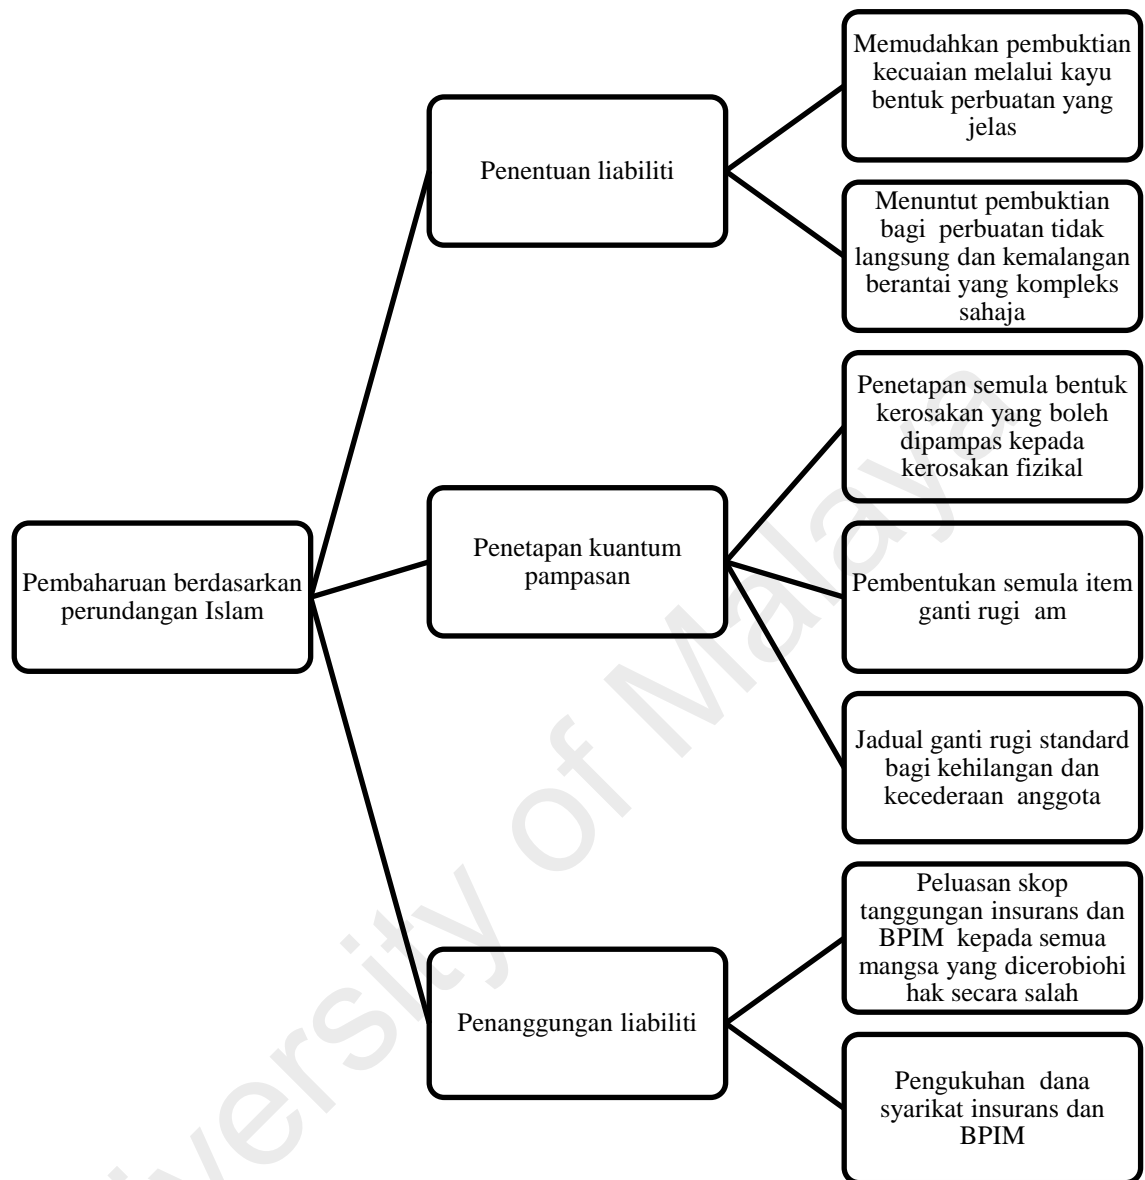 Pembaharuan berdasarkan
perundangan Islam
Penentuan liabiliti
Memudahkan pembuktian
kecuaian melalui kayu
bentuk perbuatan yang
jelas
Menuntut pembuktian
bagi perbuatan tidak
langsung dan kemalangan
berantai yang kompleks
sahaja
Penetapan kuantum
pampasan
Penetapan semula bentuk
kerosakan yang boleh
dipampas kepada
kerosakan fizikal
Pembentukan semula item
ganti rugi am
Jadual ganti rugi standard
bagi kehilangan dan
kecederaan anggota
Penanggungan liabiliti
Peluasan skop
tanggungan insurans dan
BPIM kepada semua
mangsa yang dicerobiohi
hak secara salah
Pengukuhan dana
syarikat insurans dan
BPIM
versity of Malaya